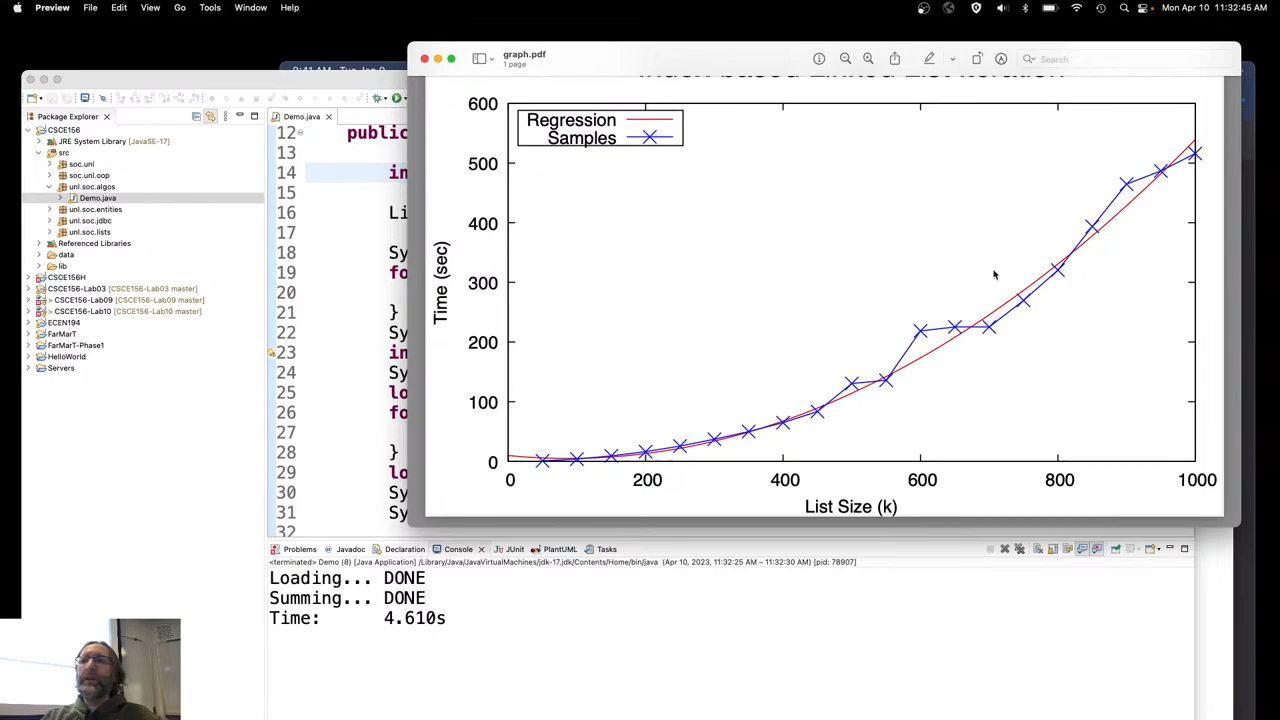 Preview File Edit View Go Tools Window Help Mon Apr 10 11:32:45 AM
graph.pdf
1 page
Search
Index-based Linked List Iteration
Package Explorer
Demo.java
CSCE156
JRE System Library [JavaSE-17]
src
soc.unl
soc.unl.oop
unl.soc.algos
Demo.java
unl.soc.entities
unl.soc.jdbc
unl.soc.lists
Referenced Libraries
data
lib
CSCE156H
CSCE156-Lab03 [CSCE156-Lab03 master]
> CSCE156-Lab09 [CSCE156-Lab09 master]
> CSCE156-Lab10 [CSCE156-Lab10 master]
ECEN194
FarMarT
FarMarT-Phase1
HelloWorld
Servers
12 public
13
14 in
15
16 Li
17
18 Sy
19 fo
20
21 }
22 Sy
23 in
24 Sy
25 lo
26 fo
27
28 }
29 lo
30 Sy
31 Sy
32
Regression
Samples
600
500
400
300
200
100
0
Time (sec)
0 200 400 600 800 1000
List Size (k)
Problems Javadoc Declaration Console JUnit PlantUML Tasks
<terminated> Demo (8) [Java Application] /Library/Java/JavaVirtualMachines/jdk-17.jdk/Contents/Home/bin/java (Apr 10, 2023, 11:32:25 AM – 11:32:30 AM) [pid: 78907]
Loading... DONE
Summing... DONE
Time: 4.610s